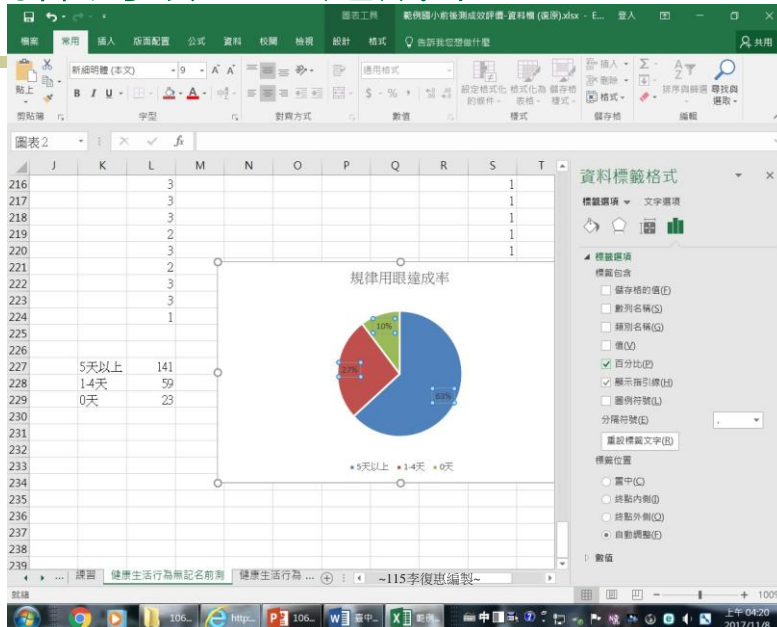 圖表工具
範例國小前後測成效評價-資料檔 (復原).xlsx - E...
登入
檔案 常用 插入 版面配置 公式 資料 校閱 檢視 設計 格式 告訴我您想做什麼 共用
貼上
新細明體 (本文) 9
B I U
通用格式
設定格式化的條件 格式化為表格 儲存格樣式
插入
刪除
格式
排序與篩選 尋找與選取
剪貼簿 字型 對齊方式 數值 樣式 儲存格 編輯
圖表2
fx
J K L M N O P Q R S T
216 3 1
217 3 1
218 3 1
219 2 1
220 3 1
221 2
222 3
223 3
224 1
225
226
227 5天以上 141
228 1-4天 59
229 0天 23
230
231
232
233
234
235
236
237
238
239
規律用眼達成率
10%
27%
63%
5天以上 1-4天 0天
資料標籤格式
標籤選項 文字選項
標籤選項
標籤包含
儲存格的值(F)
數列名稱(S)
類別名稱(G)
值(V)
百分比(P)
顯示指引線(H)
圖例符號(L)
分隔符號(E) ,
重設標籤文字(R)
標籤位置
置中(C)
終點內側(I)
終點外側(O)
自動調整(F)
數值
... 練習 健康生活行為無記名前測 健康生活行為 ...
~115李復惠編製~
就緒
100%
106... http:... 106... 臺中... 範例...
中
上午 04:20
2017/11/8